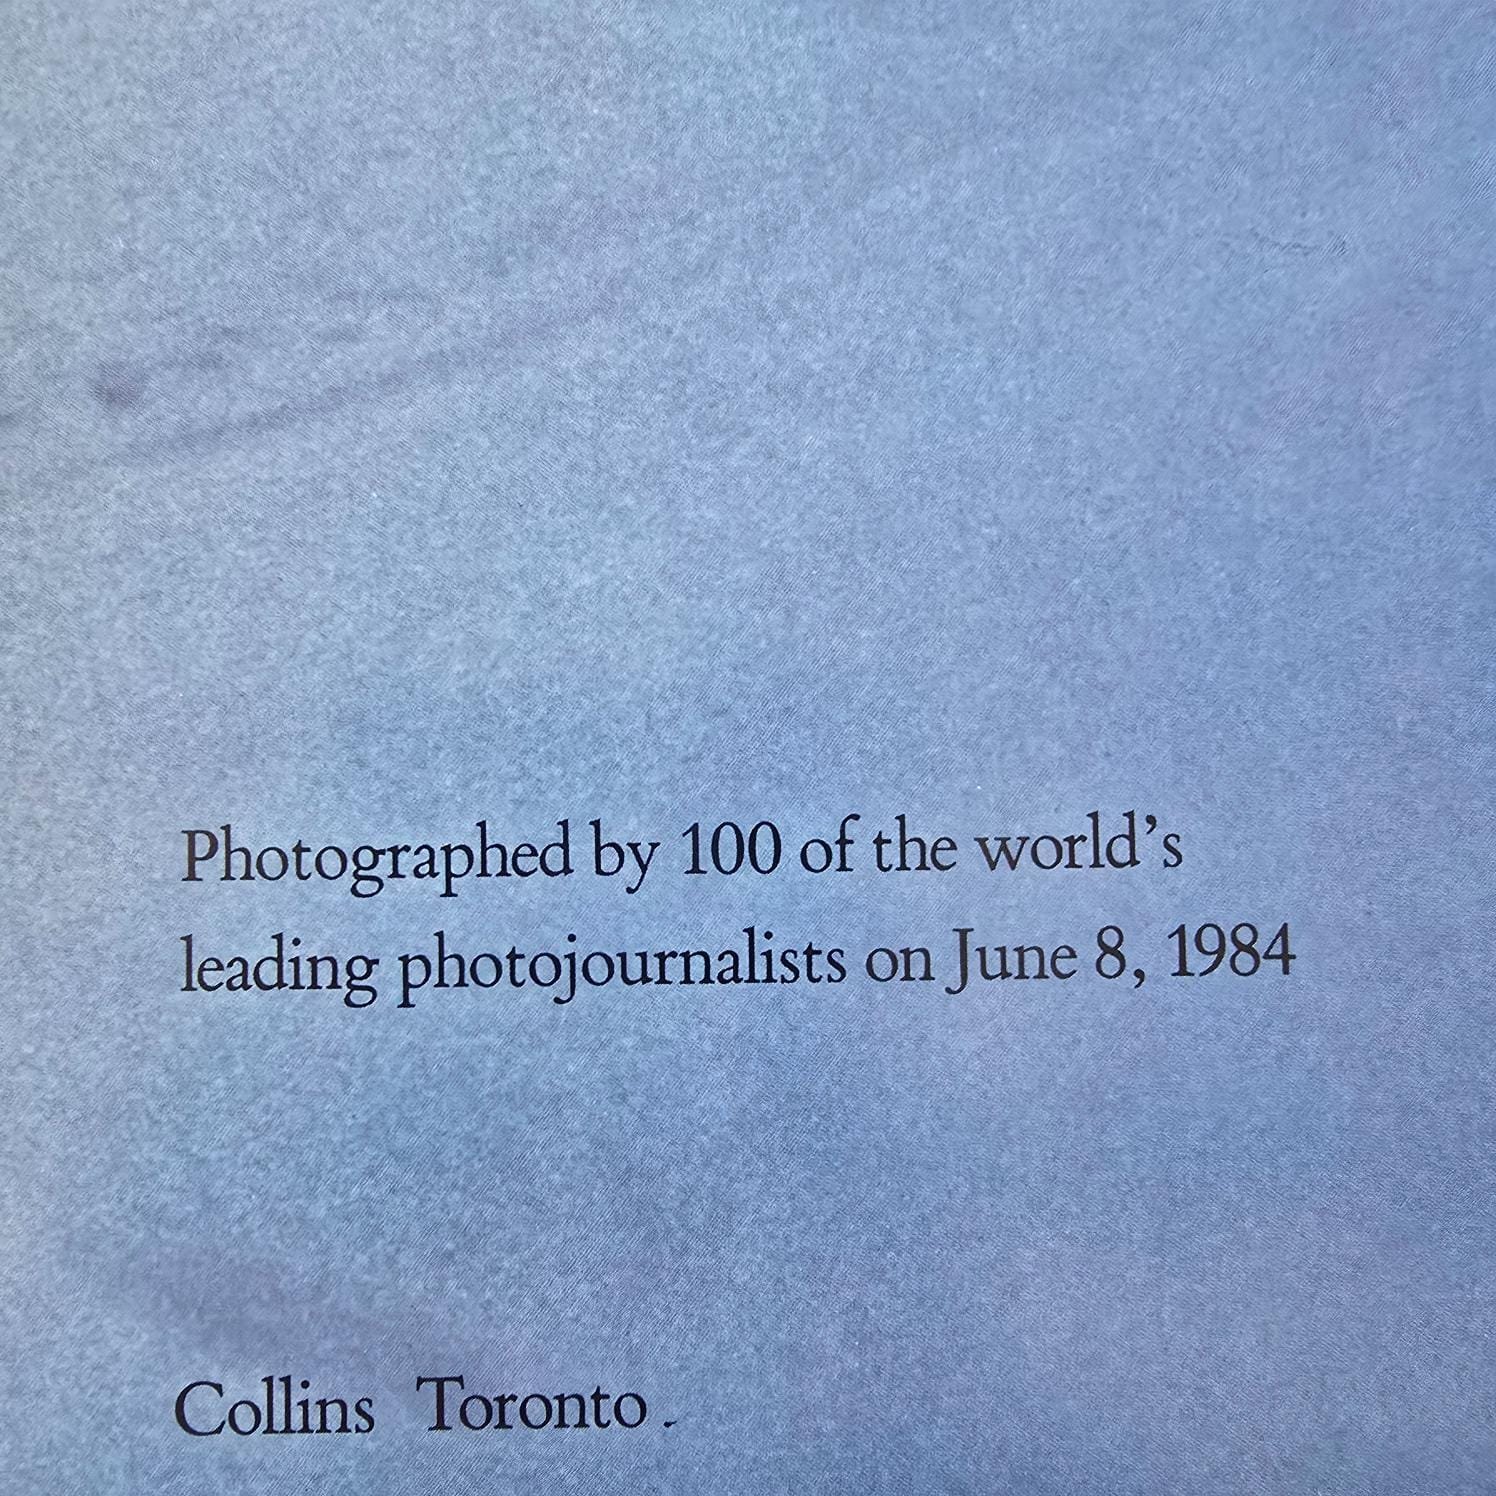 Photographed by 100 of the world's
leading photojournalists on June 8, 1984
Collins Toronto.